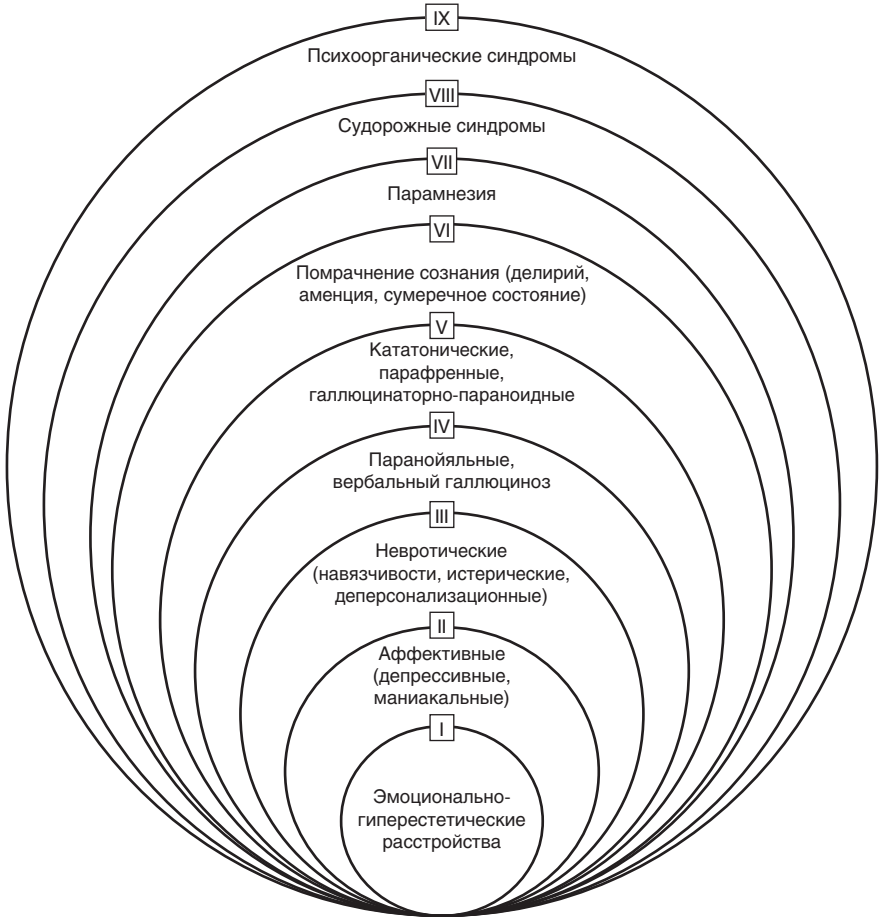 IX
Психоорганические синдромы
VIII
Судорожные синдромы
VII
Парамнезия
VI
Помрачнение сознания (делирий,
аменция, сумеречное состояние)
V
Кататонические,
парафренные,
галлюцинаторно-параноидные
IV
Паранойяльные,
вербальный галлюциноз
III
Невротические
(навязчивости, истерические,
деперсонализационные)
II
Аффективные
(депрессивные,
маниакальные)
I
Эмоционально-
гиперестетические
расстройства